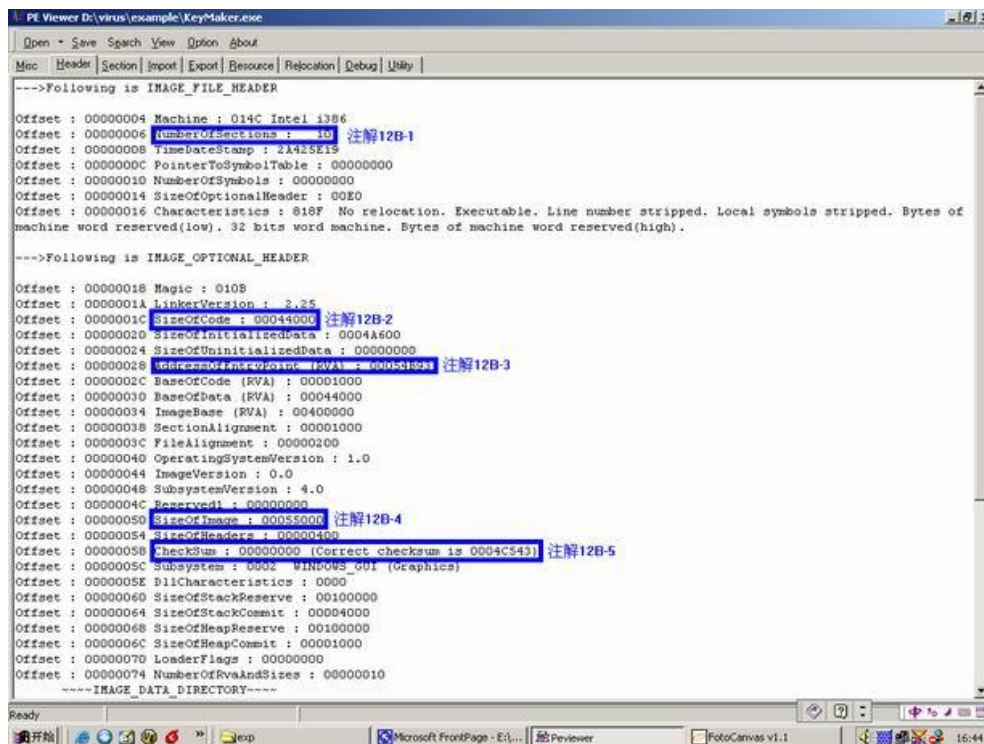 PE Viewer D:\virus\example\KeyMaker.exe
Open Save Search View Option About
Misc Header Section Import Export Resource Relocation Debug Utility
--->Following is IMAGE_FILE_HEADER
Offset : 00000004 Machine : 014C Intel i386
Offset : 00000006 NumberOfSections : 10 注解12B-1
Offset : 00000008 TimeDateStamp : 2A425E19
Offset : 0000000C PointerToSymbolTable : 00000000
Offset : 00000010 NumberOfSymbols : 00000000
Offset : 00000014 SizeOfOptionalHeader : 00E0
Offset : 00000016 Characteristics : 818F No relocation. Executable. Line number stripped. Local symbols stripped. Bytes of
machine word reserved(low). 32 bits word machine. Bytes of machine word reserved(high).
--->Following is IMAGE_OPTIONAL_HEADER
Offset : 00000018 Magic : 010B
Offset : 0000001A LinkerVersion : 2.25
Offset : 0000001C SizeOfCode : 00044000 注解12B-2
Offset : 00000020 SizeOfInitializedData : 0004A600
Offset : 00000024 SizeOfUninitializedData : 00000000
Offset : 00000028 AddressOfEntryPoint (RVA) : 00054B93 注解12B-3
Offset : 0000002C BaseOfCode (RVA) : 00001000
Offset : 00000030 BaseOfData (RVA) : 00044000
Offset : 00000034 ImageBase (RVA) : 00400000
Offset : 00000038 SectionAlignment : 00001000
Offset : 0000003C FileAlignment : 00000200
Offset : 00000040 OperatingSystemVersion : 1.0
Offset : 00000044 ImageVersion : 0.0
Offset : 00000048 SubsystemVersion : 4.0
Offset : 0000004C Reserved1 : 00000000
Offset : 00000050 SizeOfImage : 00055000 注解12B-4
Offset : 00000054 SizeOfHeaders : 00000400
Offset : 00000058 CheckSum : 00000000 (Correct checksum is 0004C543) 注解12B-5
Offset : 0000005C Subsystem : 0002 WINDOWS_GUI (Graphics)
Offset : 0000005E DllCharacteristics : 0000
Offset : 00000060 SizeOfStackReserve : 00100000
Offset : 00000064 SizeOfStackCommit : 00004000
Offset : 00000068 SizeOfHeapReserve : 00100000
Offset : 0000006C SizeOfHeapCommit : 00001000
Offset : 00000070 LoaderFlags : 00000000
Offset : 00000074 NumberOfRvaAndSizes : 00000010
~~~~IMAGE_DATA_DIRECTORY~~~~
Ready
开始 exp Microsoft FrontPage - E:\... Peviewer FotoCanvas v1.1 16:44